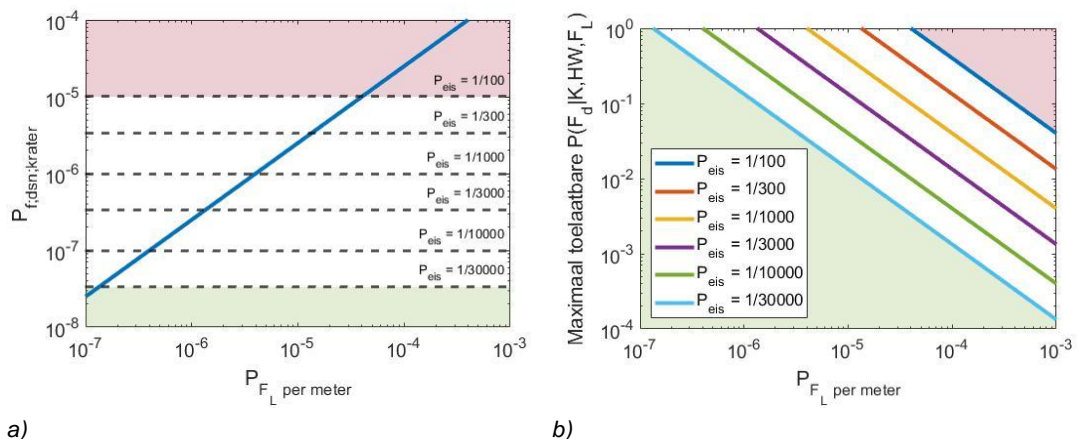 10^-4
10^-5
10^-6
10^-7
10^-8
P_f;dsn;krater
P_eis = 1/100
P_eis = 1/300
P_eis = 1/1000
P_eis = 1/3000
P_eis = 1/10000
P_eis = 1/30000
10^-7 10^-6 10^-5 10^-4 10^-3
P_F_L per meter
a)
10^0
10^-1
10^-2
10^-3
10^-4
Maximaal toelaatbare P(F_d|K,HW,F_L)
P_eis = 1/100
P_eis = 1/300
P_eis = 1/1000
P_eis = 1/3000
P_eis = 1/10000
P_eis = 1/30000
10^-7 10^-6 10^-5 10^-4 10^-3
P_F_L per meter
b)